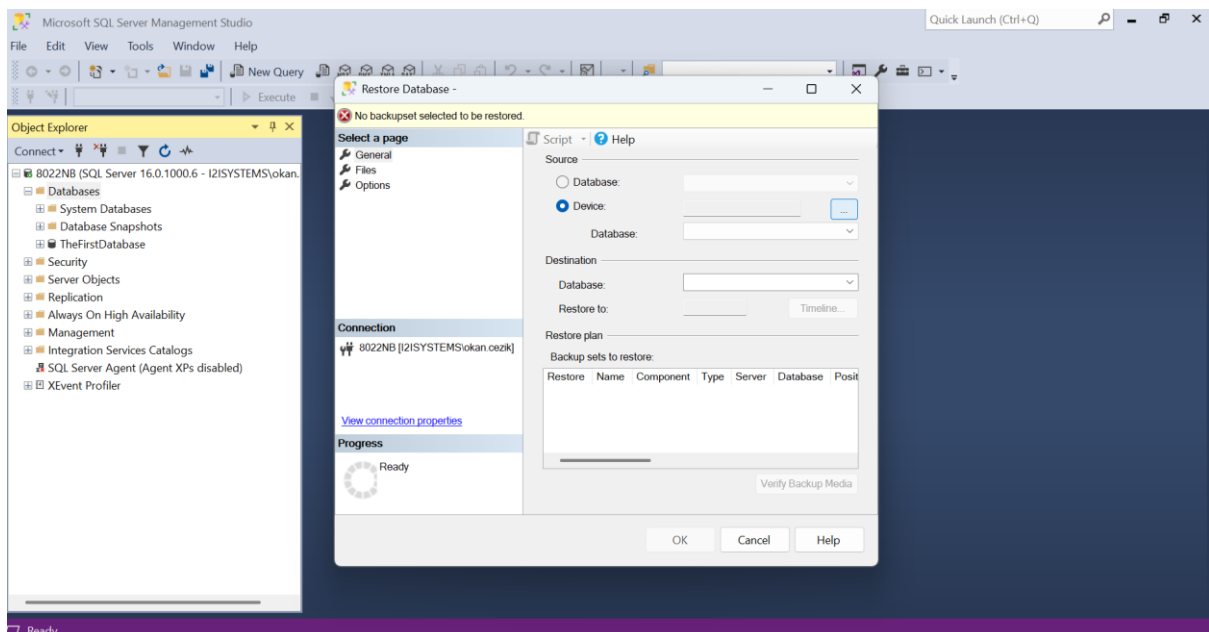 Microsoft SQL Server Management Studio
Quick Launch (Ctrl+Q)
File Edit View Tools Window Help
New Query
Execute
Object Explorer
Connect
8022NB (SQL Server 16.0.1000.6 - I2ISYSTEMS\okan.
Databases
System Databases
Database Snapshots
TheFirstDatabase
Security
Server Objects
Replication
Always On High Availability
Management
Integration Services Catalogs
SQL Server Agent (Agent XPs disabled)
XEvent Profiler
Restore Database -
No backupset selected to be restored.
Select a page
General
Files
Options
Connection
8022NB [I2ISYSTEMS\okan.cezik]
View connection properties
Progress
Ready
Script Help
Source
Database:
Device:
...
Database:
Destination
Database:
Restore to:
Timeline...
Restore plan
Backup sets to restore:
Restore Name Component Type Server Database Posit
Verify Backup Media
OK Cancel Help
Ready